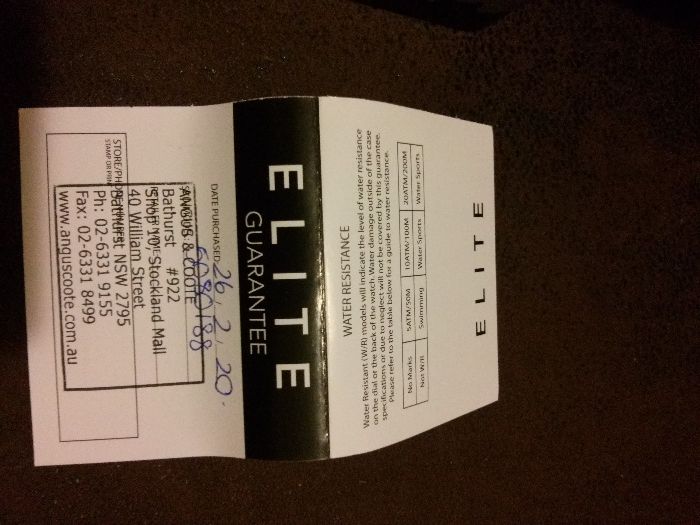 ELITE
WATER RESISTANCE
Water Resistant (W/R) models will indicate the level of water resistance
on the dial or the back of the watch. Water damage outside of the case
specifications or due to neglect will not be covered by this guarantee.
Please refer to the table below for a guide to water resistance.
No Marks 5ATM/50M 10ATM/100M 20ATM/200M
Not W/R Swimming Water Sports Water Sports
ELITE
GUARANTEE
DATE PURCHASED 26, 2, 20.
ANGUS & COOTE
Bathurst #922
Shop 10, Stockland Mall
40 William Street
Bathurst NSW 2795
Ph: 02-6331 9155
Fax: 02-6331 8499
www.anguscoote.com.au
STAMP OR PRINT